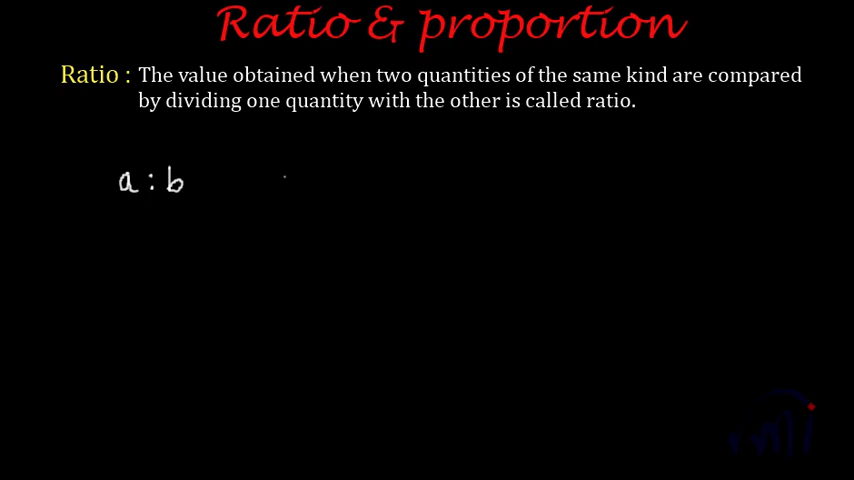 Ratio & proportion
Ratio : The value obtained when two quantities of the same kind are compared
by dividing one quantity with the other is called ratio.
a : b